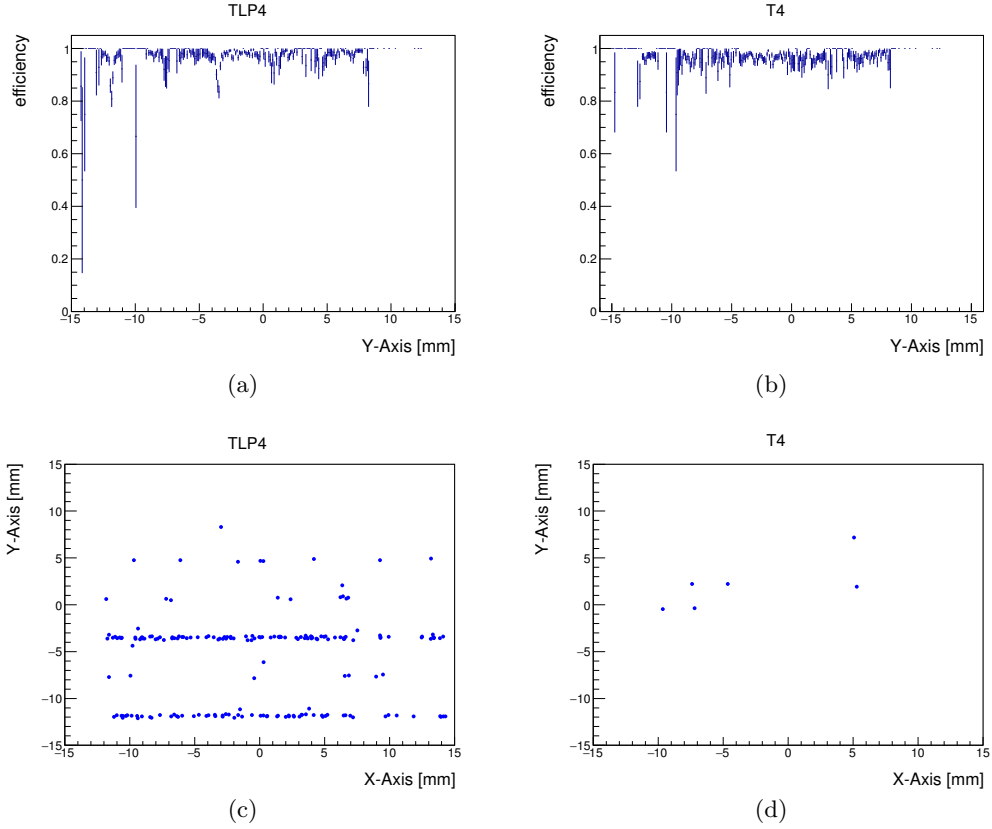 TLP4
efficiency
1
0.8
0.6
0.4
0.2
0
−15 −10 −5 0 5 10 15
Y-Axis [mm]
(a)
T4
efficiency
1
0.8
0.6
0.4
0.2
0
−15 −10 −5 0 5 10 15
Y-Axis [mm]
(b)
TLP4
Y-Axis [mm]
15
10
5
0
−5
−10
−15
−15 −10 −5 0 5 10 15
X-Axis [mm]
(c)
T4
Y-Axis [mm]
15
10
5
0
−5
−10
−15
−15 −10 −5 0 5 10 15
X-Axis [mm]
(d)